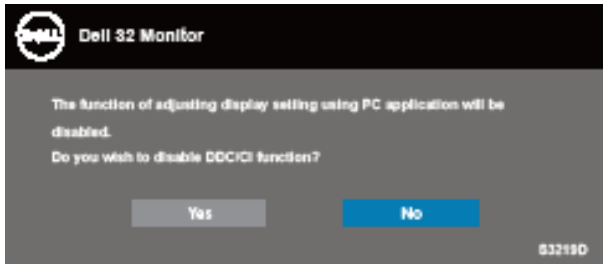 DELL
Dell 32 Monitor
The function of adjusting display setting using PC application will be
disabled.
Do you wish to disable DDC/CI function?
Yes
No
S3219D